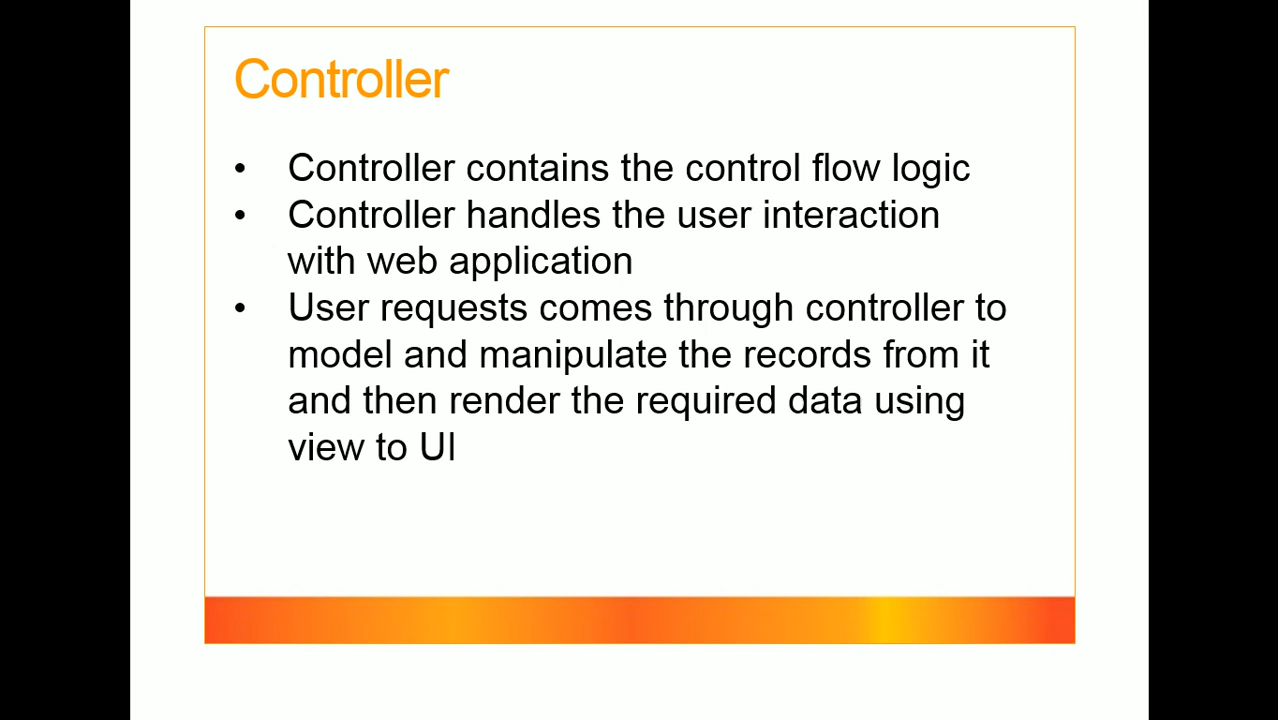 Controller
• Controller contains the control flow logic
• Controller handles the user interaction
with web application
• User requests comes through controller to
model and manipulate the records from it
and then render the required data using
view to UI